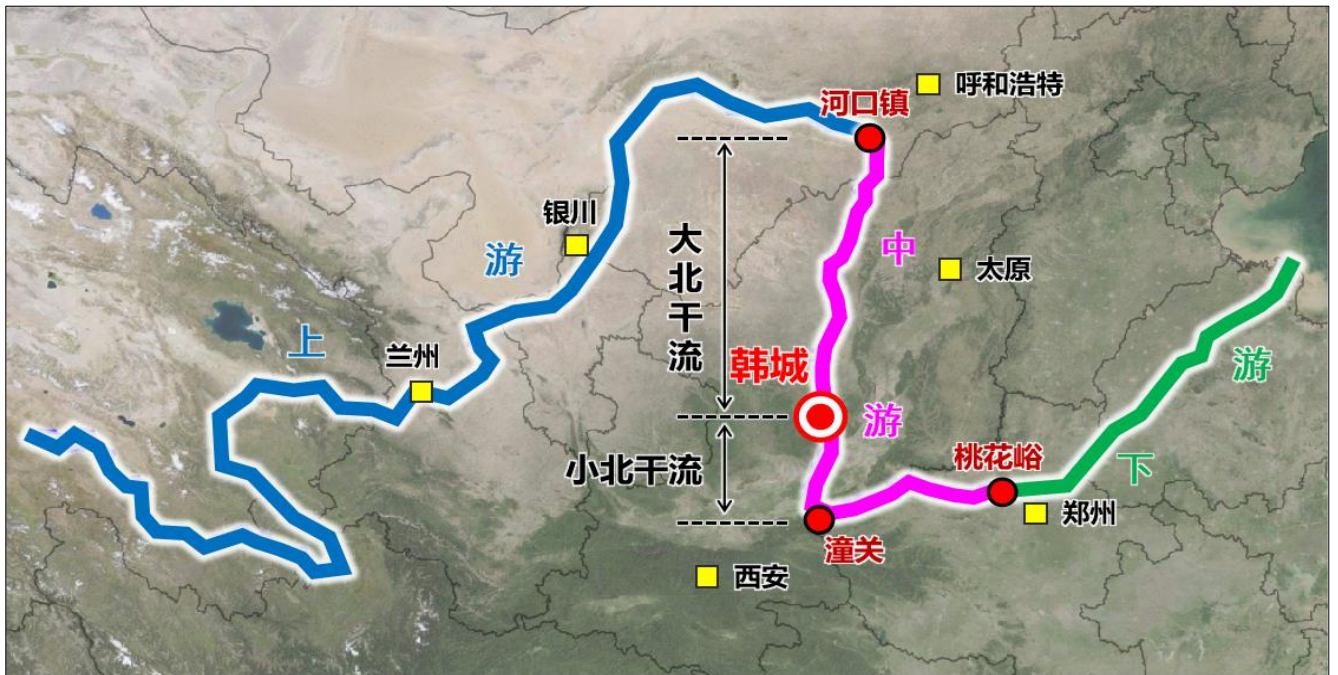 河口镇
呼和浩特
银川
游
大北干流
中
太原
上
兰州
韩城
游
游
小北干流
桃花峪
下
郑州
潼关
西安